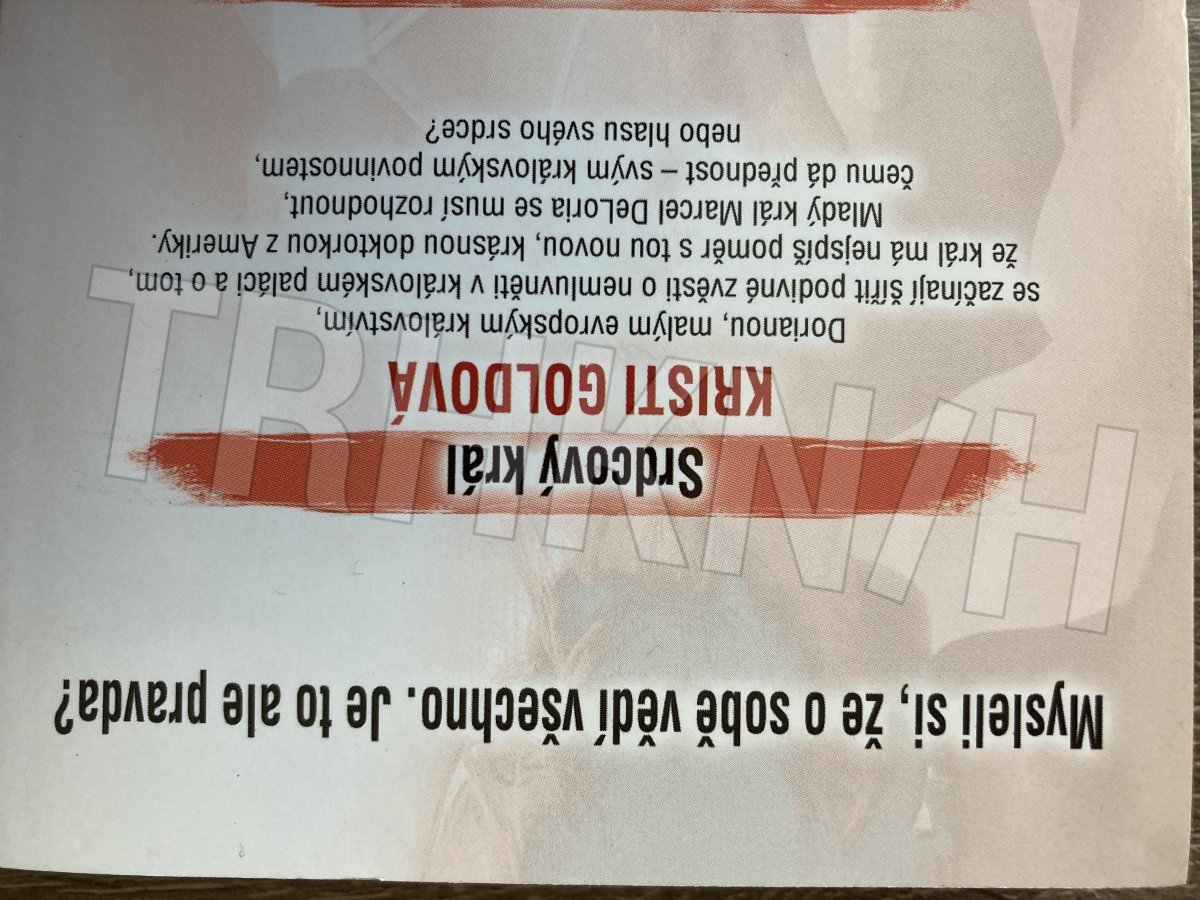 Mysleli si, že o sobě vědí všechno. Je to ale pravda?
Srdcový král
KRISTI GOLDOVÁ
Dorianou, malým evropským královstvím,
se začínají šířit podivné zvěsti o nemluvněti v královském paláci a o tom,
že král má nejspíš poměr s tou novou, krásnou doktorkou z Ameriky.
Mladý král Marcel DeLoria se musí rozhodnout,
čemu dá přednost – svým královským povinnostem,
nebo hlasu svého srdce?
TRHKNIH